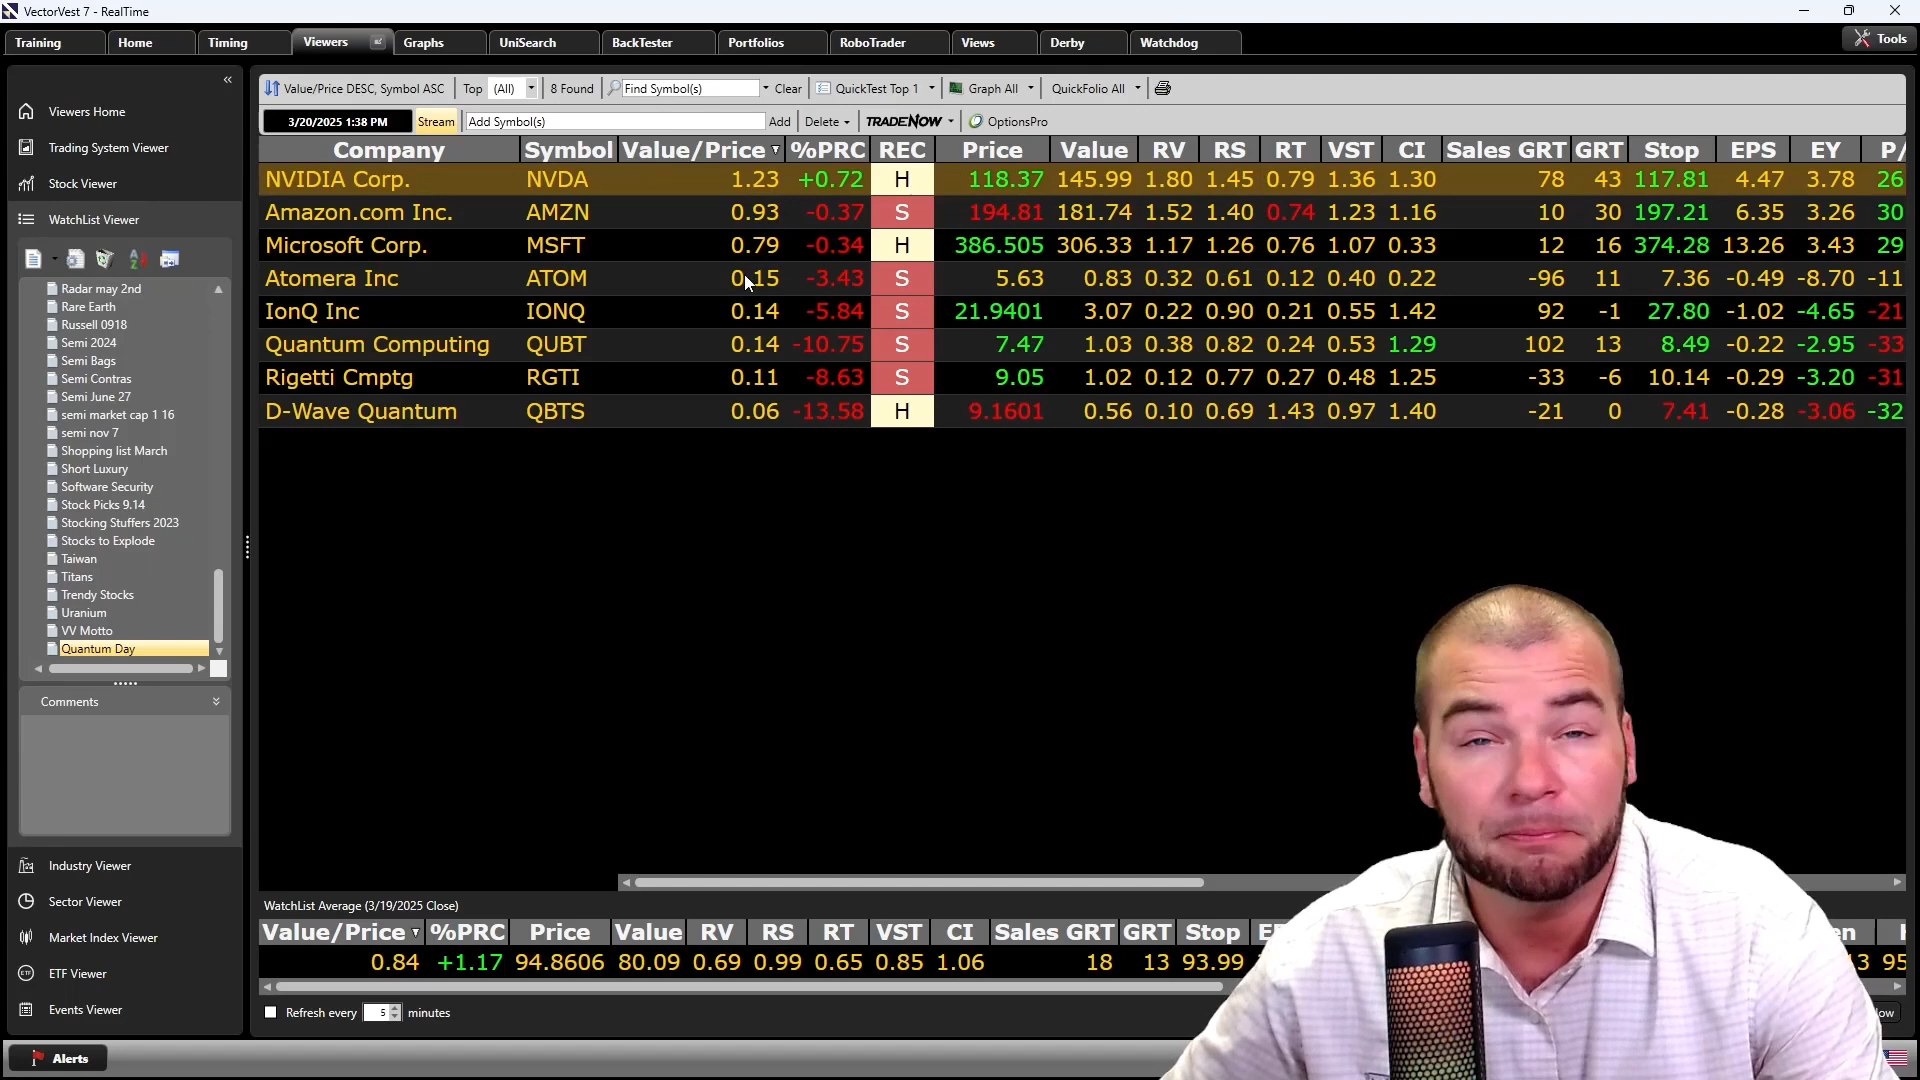 VectorVest 7 - RealTime
Training Home Timing Viewers Graphs UniSearch BackTester Portfolios RoboTrader Views Derby Watchdog Tools
Value/Price DESC, Symbol ASC Top (All) 8 Found Find Symbol(s) Clear QuickTest Top 1 Graph All QuickFolio All
3/20/2025 1:38 PM Stream Add Symbol(s) Add Delete TRADENOW OptionsPro
Viewers Home
Trading System Viewer
Stock Viewer
WatchList Viewer
Radar may 2nd
Rare Earth
Russell 0918
Semi 2024
Semi Bags
Semi Contras
Semi June 27
semi market cap 1 16
semi nov 7
Shopping list March
Short Luxury
Software Security
Stock Picks 9.14
Stocking Stuffers 2023
Stocks to Explode
Taiwan
Titans
Trendy Stocks
Uranium
VV Motto
Quantum Day
Comments
Industry Viewer
Sector Viewer
Market Index Viewer
ETF Viewer
Events Viewer
Alerts
Company Symbol Value/Price %PRC REC Price Value RV RS RT VST CI Sales GRT GRT Stop EPS EY P/
NVIDIA Corp. NVDA 1.23 +0.72 H 118.37 145.99 1.80 1.45 0.79 1.36 1.30 78 43 117.81 4.47 3.78 26
Amazon.com Inc. AMZN 0.93 -0.37 S 194.81 181.74 1.52 1.40 0.74 1.23 1.16 10 30 197.21 6.35 3.26 30
Microsoft Corp. MSFT 0.79 -0.34 H 386.505 306.33 1.17 1.26 0.76 1.07 0.33 12 16 374.28 13.26 3.43 29
Atomera Inc ATOM 0.15 -3.43 S 5.63 0.83 0.32 0.61 0.12 0.40 0.22 -96 11 7.36 -0.49 -8.70 -11
IonQ Inc IONQ 0.14 -5.84 S 21.9401 3.07 0.22 0.90 0.21 0.55 1.42 92 -1 27.80 -1.02 -4.65 -21
Quantum Computing QUBT 0.14 -10.75 S 7.47 1.03 0.38 0.82 0.24 0.53 1.29 102 13 8.49 -0.22 -2.95 -33
Rigetti Cmptg RGTI 0.11 -8.63 S 9.05 1.02 0.12 0.77 0.27 0.48 1.25 -33 -6 10.14 -0.29 -3.20 -31
D-Wave Quantum QBTS 0.06 -13.58 H 9.1601 0.56 0.10 0.69 1.43 0.97 1.40 -21 0 7.41 -0.28 -3.06 -32
WatchList Average (3/19/2025 Close)
Value/Price %PRC Price Value RV RS RT VST CI Sales GRT GRT Stop
0.84 +1.17 94.8606 80.09 0.69 0.99 0.65 0.85 1.06 18 13 93.99
Refresh every 5 minutes